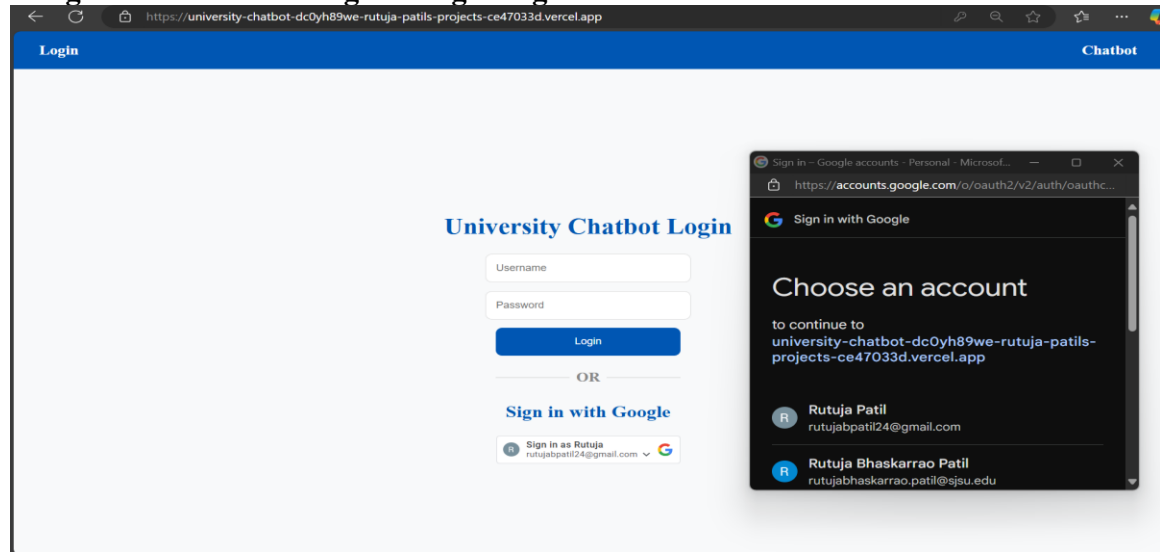 https://university-chatbot-dc0yh89we-rutuja-patils-projects-ce47033d.vercel.app
Login
Chatbot
University Chatbot Login
Username
Password
Login
OR
Sign in with Google
R
Sign in as Rutuja
rutujabpatil24@gmail.com
Sign in – Google accounts - Personal - Microsof...
https://accounts.google.com/o/oauth2/v2/auth/oauthc...
Sign in with Google
Choose an account
to continue to
university-chatbot-dc0yh89we-rutuja-patils-
projects-ce47033d.vercel.app
R
Rutuja Patil
rutujabpatil24@gmail.com
R
Rutuja Bhaskarrao Patil
rutujabhaskarrao.patil@sjsu.edu